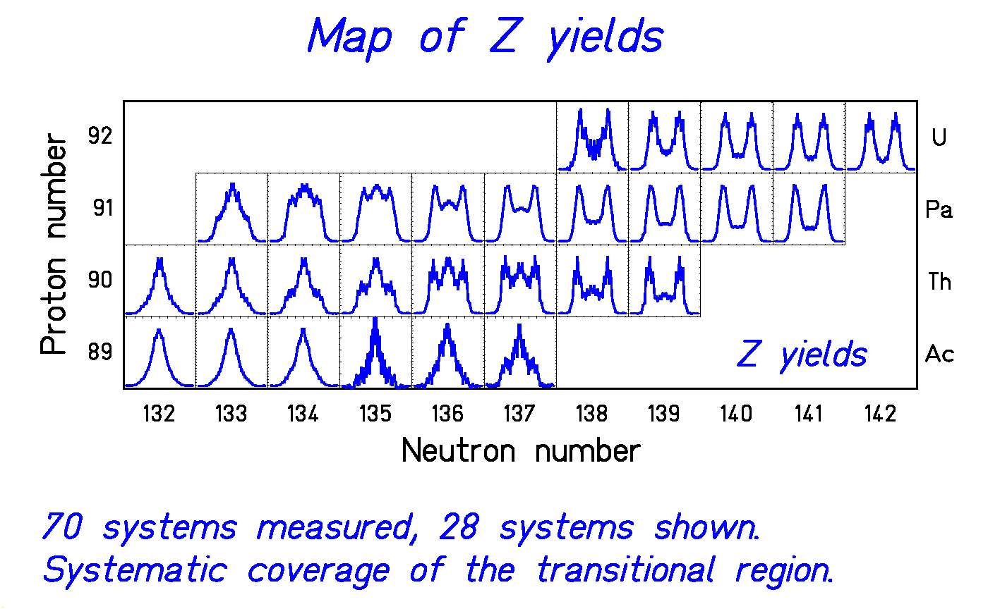 Map of Z yields
Proton number
92
91
90
89
U
Pa
Th
Ac
Z yields
132 133 134 135 136 137 138 139 140 141 142
Neutron number
70 systems measured, 28 systems shown.
Systematic coverage of the transitional region.